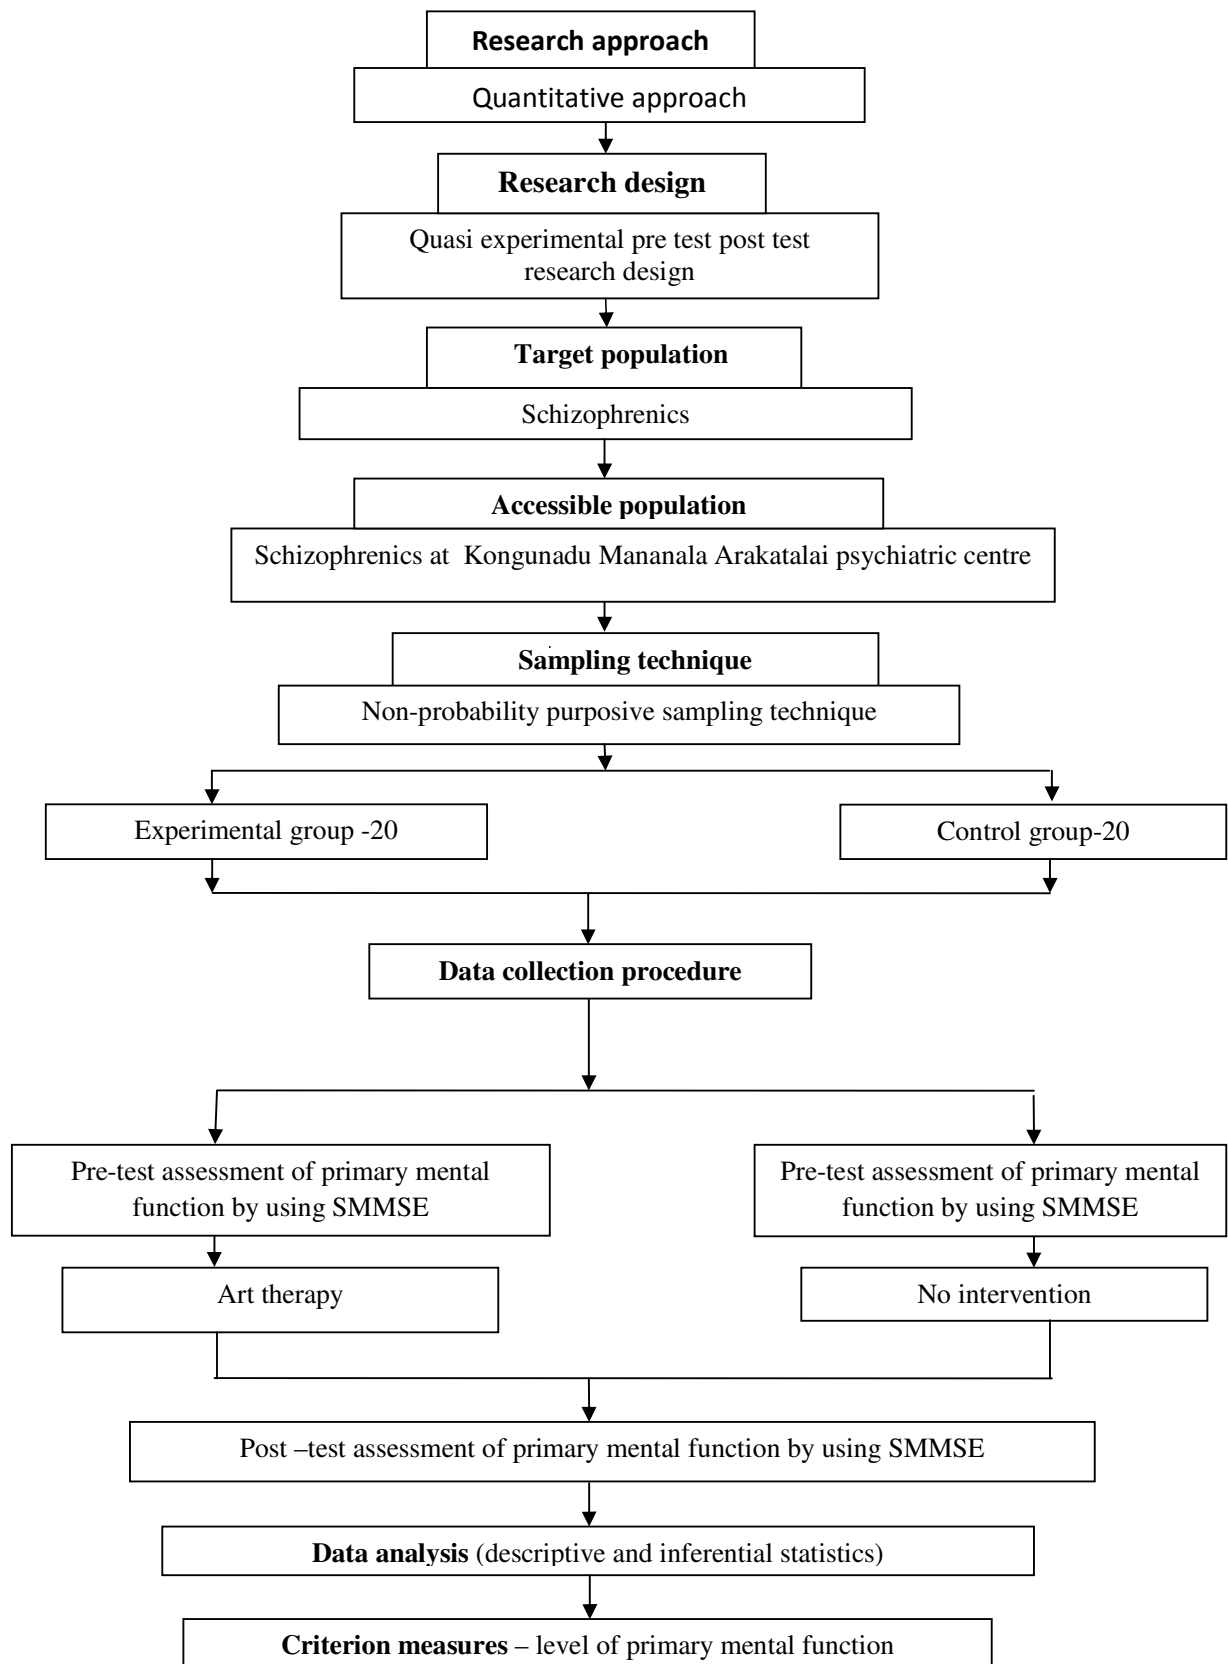 Research approach
Quantitative approach
Research design
Quasi experimental pre test post test
research design
Target population
Schizophrenics
Accessible population
Schizophrenics at Kongunadu Mananala Arakatalai psychiatric centre
Sampling technique
Non-probability purposive sampling technique
Experimental group -20
Control group-20
Data collection procedure
Pre-test assessment of primary mental
function by using SMMSE
Pre-test assessment of primary mental
function by using SMMSE
Art therapy
No intervention
Post –test assessment of primary mental function by using SMMSE
Data analysis (descriptive and inferential statistics)
Criterion measures – level of primary mental function